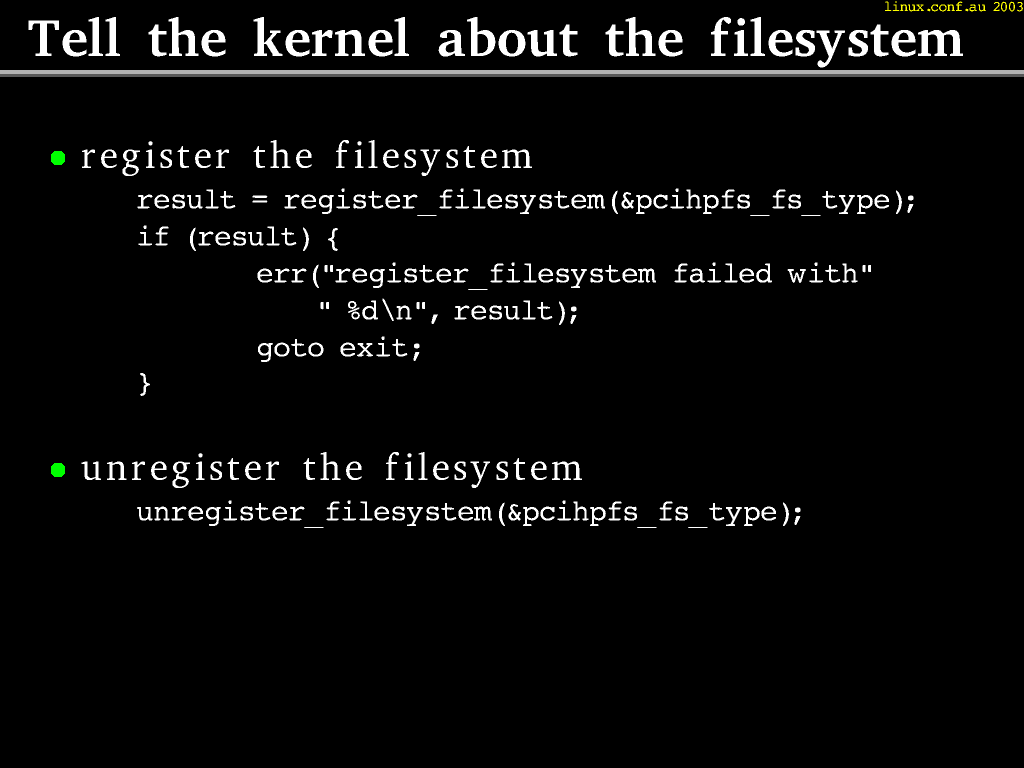 linux.conf.au 2003
Tell the kernel about the filesystem
register the filesystem
result = register_filesystem(&pcihpfs_fs_type);
if (result) {
err("register_filesystem failed with"
" %d\n", result);
goto exit;
}
unregister the filesystem
unregister_filesystem(&pcihpfs_fs_type);